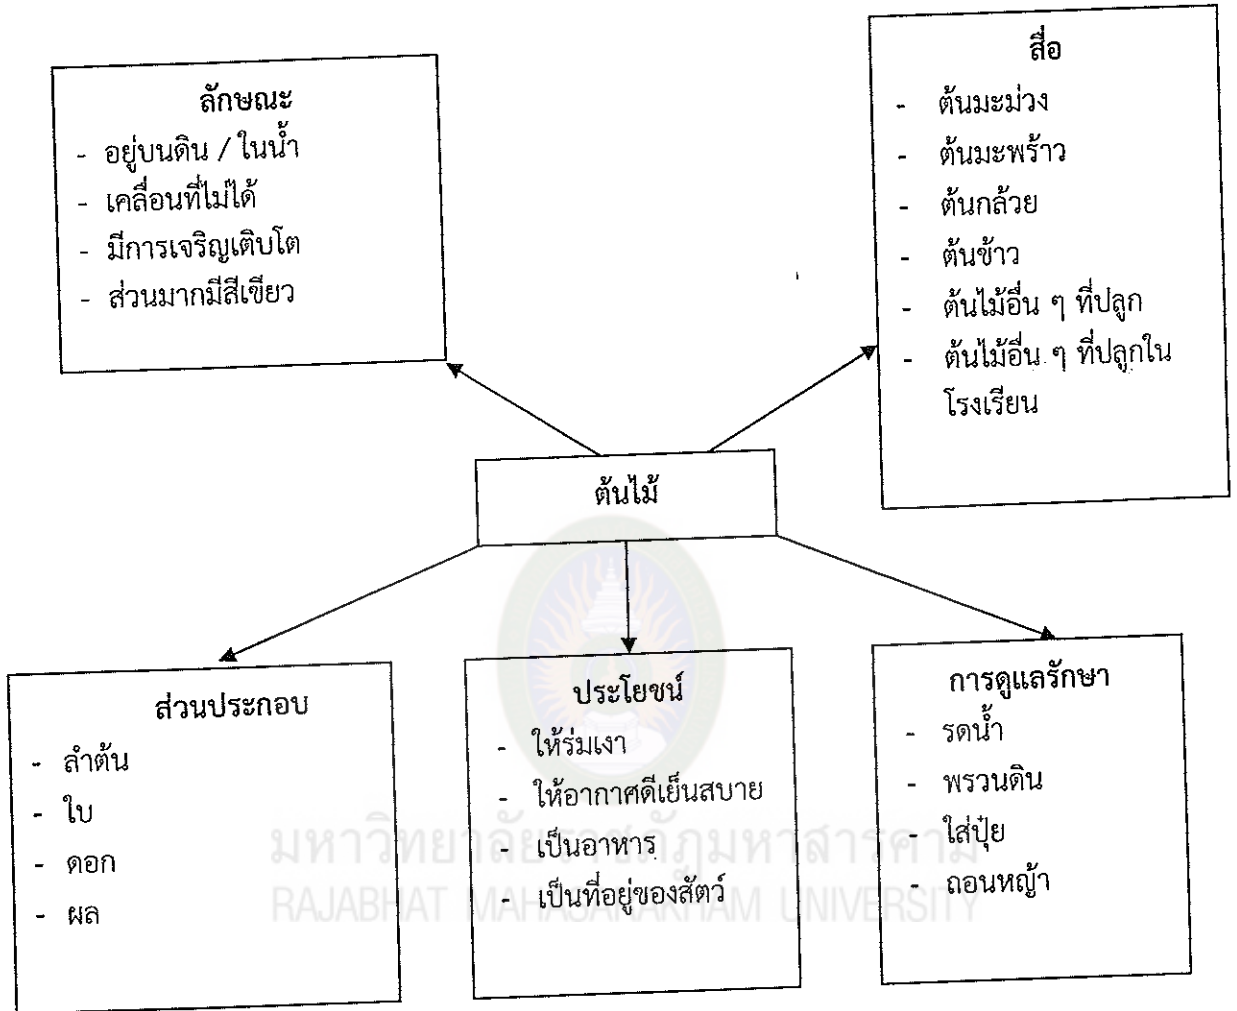 ลักษณะ
- อยู่บนดิน / ในน้ำ
- เคลื่อนที่ไม่ได้
- มีการเจริญเติบโต
- ส่วนมากมีสีเขียว
สื่อ
- ต้นมะม่วง
- ต้นมะพร้าว
- ต้นกล้วย
- ต้นข้าว
- ต้นไม้อื่น ๆ ที่ปลูก
- ต้นไม้อื่น ๆ ที่ปลูกใน
โรงเรียน
ต้นไม้
ส่วนประกอบ
- ลำต้น
- ใบ
- ดอก
- ผล
ประโยชน์
- ให้ร่มเงา
- ให้อากาศดีเย็นสบาย
- เป็นอาหาร
- เป็นที่อยู่ของสัตว์
การดูแลรักษา
- รดน้ำ
- พรวนดิน
- ใส่ปุ๋ย
- ถอนหญ้า
มหาวิทยาลัยราชภัฏมหาสารคาม
RAJABHAT MAHASARAKHAM UNIVERSITY